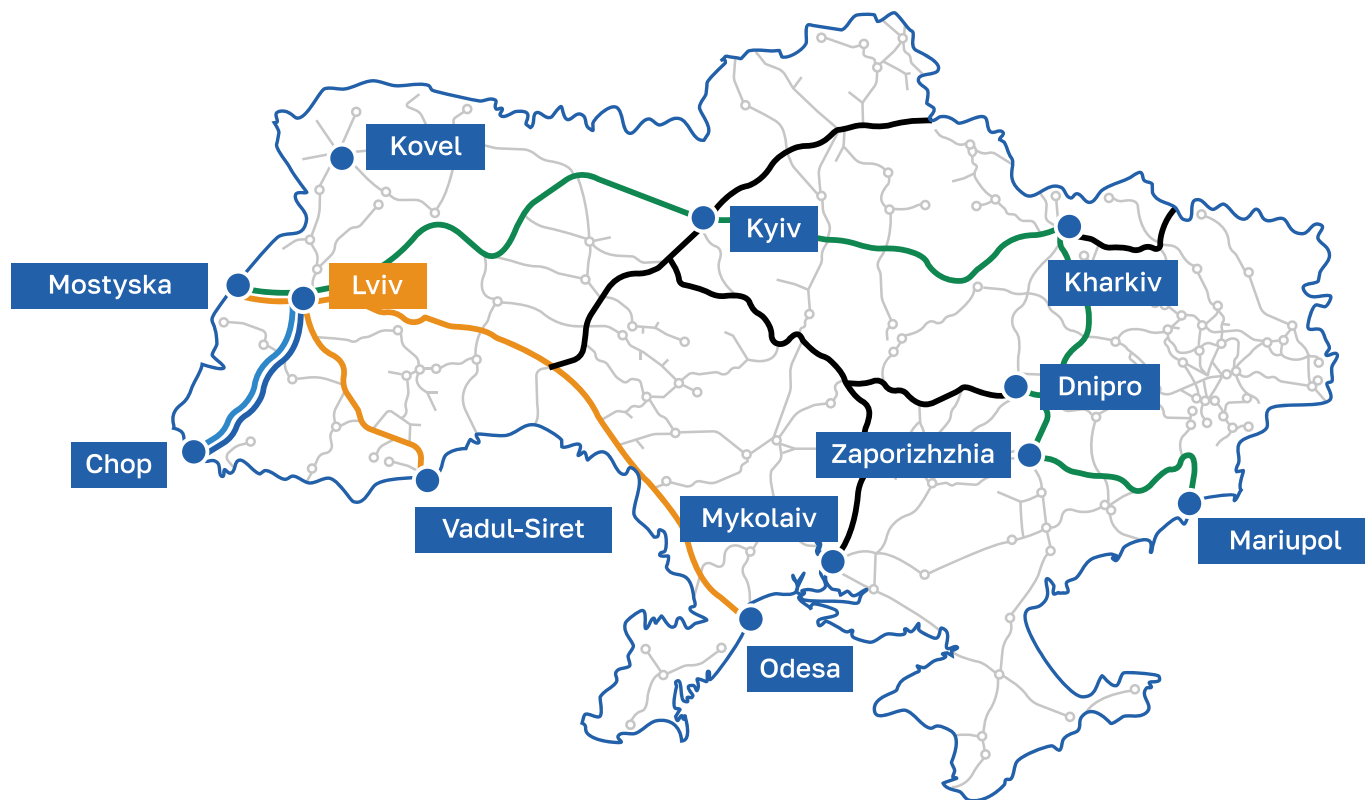 Kovel
Kyiv
Mostyska
Lviv
Kharkiv
Dnipro
Chop
Zaporizhzhia
Vadul-Siret
Mykolaiv
Mariupol
Odesa